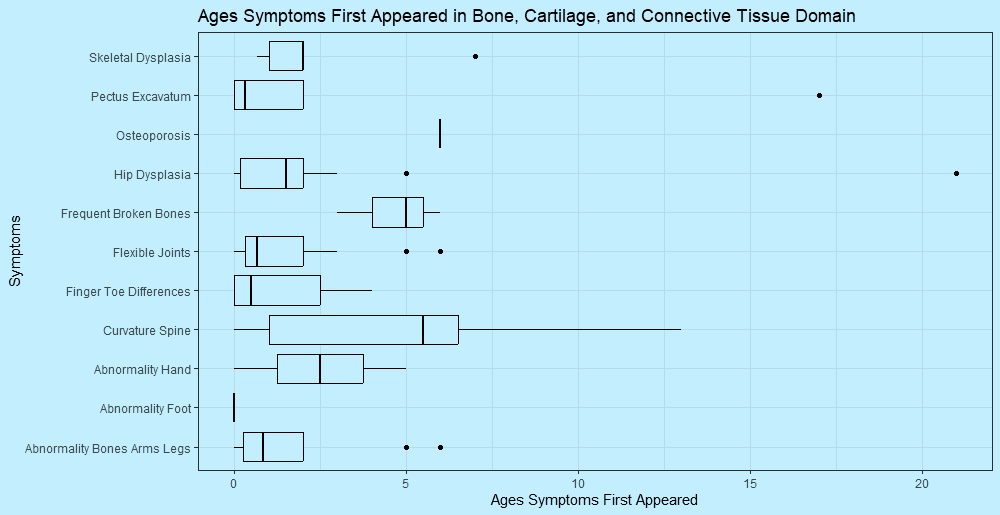 Ages Symptoms First Appeared in Bone, Cartilage, and Connective Tissue Domain
Symptoms
Skeletal Dysplasia
Pectus Excavatum
Osteoporosis
Hip Dysplasia
Frequent Broken Bones
Flexible Joints
Finger Toe Differences
Curvature Spine
Abnormality Hand
Abnormality Foot
Abnormality Bones Arms Legs
0 5 10 15 20
Ages Symptoms First Appeared